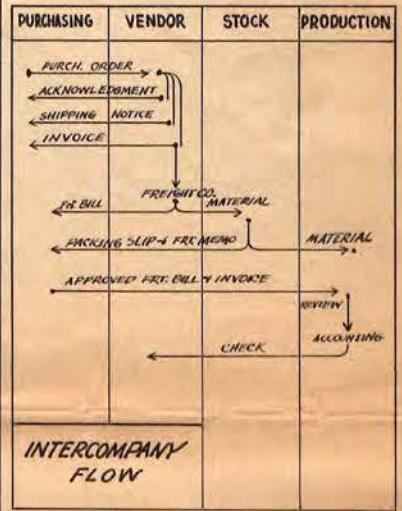 PURCHASING VENDOR STOCK PRODUCTION
PURCH. ORDER
ACKNOWLEDGMENT
SHIPPING NOTICE
INVOICE
FREIGHT CO.
FRT. BILL MATERIAL
PACKING SLIP & FRT. MEMO MATERIAL
APPROVED FRT. BILL & INVOICE
REVIEW
ACCOUNTING
CHECK
INTERCOMPANY
FLOW